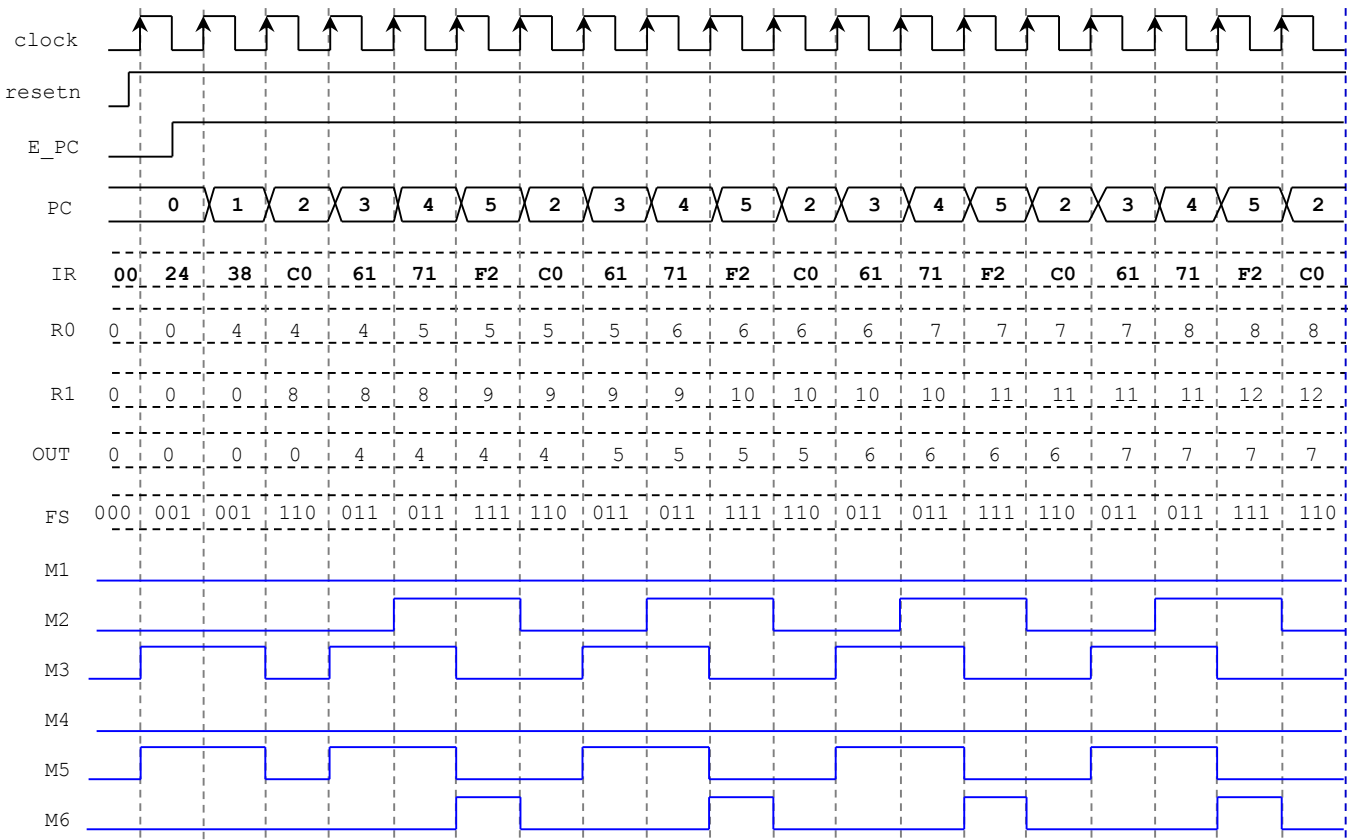 clock
resetn
E_PC
PC 0 1 2 3 4 5 2 3 4 5 2 3 4 5 2 3 4 5 2
IR 00 24 38 C0 61 71 F2 C0 61 71 F2 C0 61 71 F2 C0 61 71 F2 C0
R0 0 0 4 4 4 5 5 5 5 6 6 6 6 7 7 7 7 8 8 8
R1 0 0 0 8 8 8 9 9 9 9 10 10 10 10 11 11 11 11 12 12
OUT 0 0 0 0 4 4 4 4 5 5 5 5 6 6 6 6 7 7 7 7
FS 000 001 001 110 011 011 111 110 011 011 111 110 011 011 111 110 011 011 111 110
M1
M2
M3
M4
M5
M6